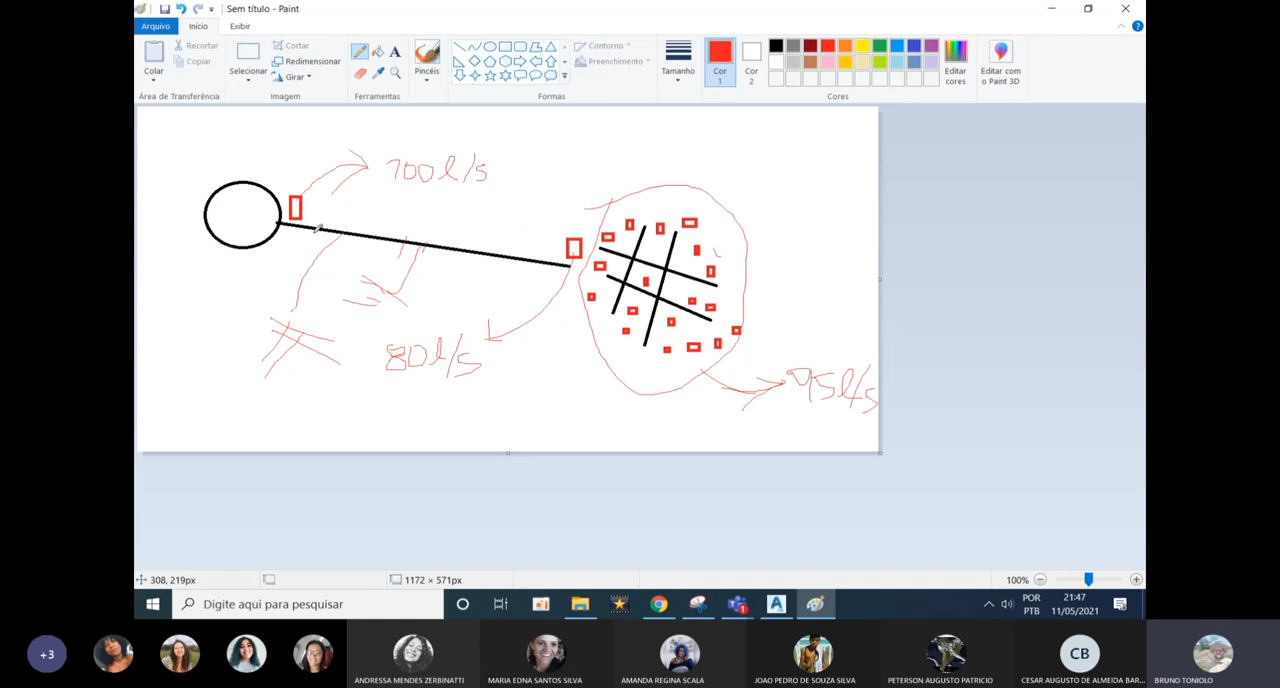 Sem título - Paint
Arquivo Início Exibir
Colar
Recortar
Copiar
Área de Transferência
Selecionar
Cortar
Redimensionar
Girar
Imagem
A
Ferramentas
Pincéis
Contorno
Preenchimento
Formas
Tamanho
Cor 1
Cor 2
Editar cores
Editar com o Paint 3D
Cores
100l/s
80l/s
95l/s
308, 219px
1172 × 571px
100%
Digite aqui para pesquisar
POR
PTB
21:47
11/05/2021
+3
ANDRESSA MENDES ZERBINATTI
MARIA EDNA SANTOS SILVA
AMANDA REGINA SCALA
JOAO PEDRO DE SOUZA SILVA
PETERSON AUGUSTO PATRICIO
CB
CESAR AUGUSTO DE ALMEIDA BAR...
BRUNO TONIOLO